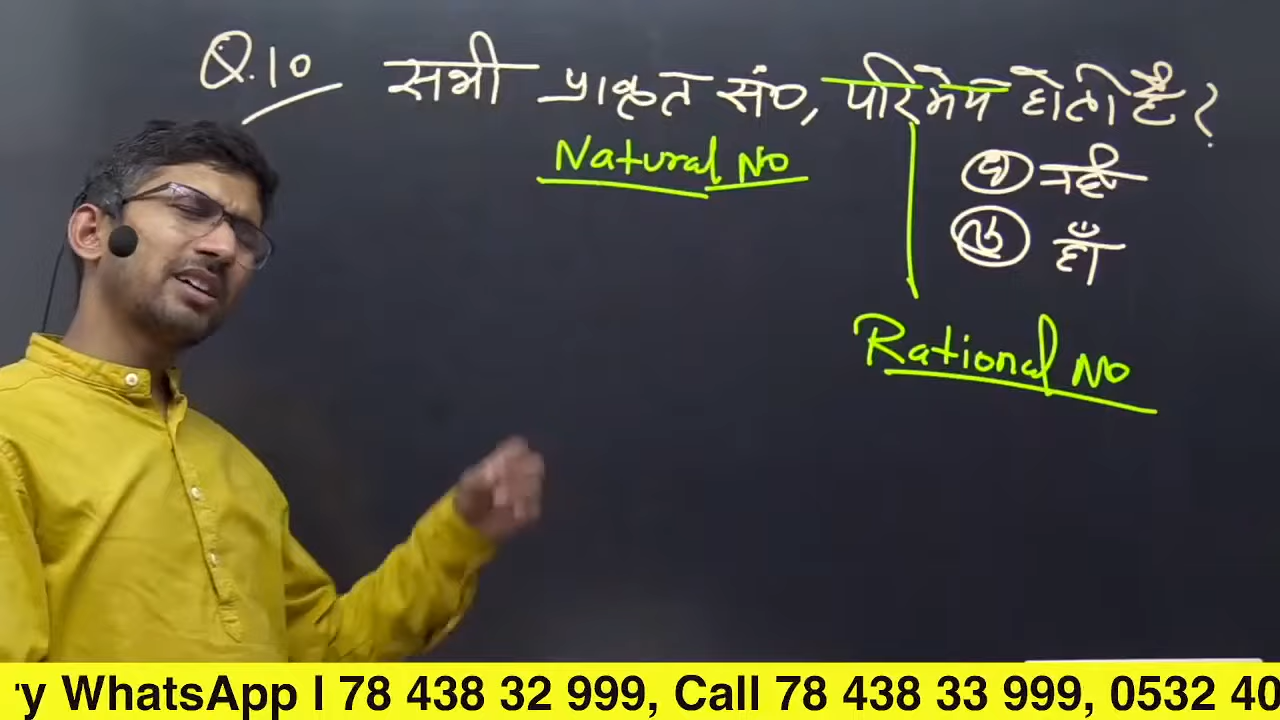 Q.10 सभी प्राकृत सं०, परिमेय होती है ?
Natural No
(a) नहीं
(b) हाँ
Rational No
y WhatsApp I 78 438 32 999, Call 78 438 33 999, 0532 40